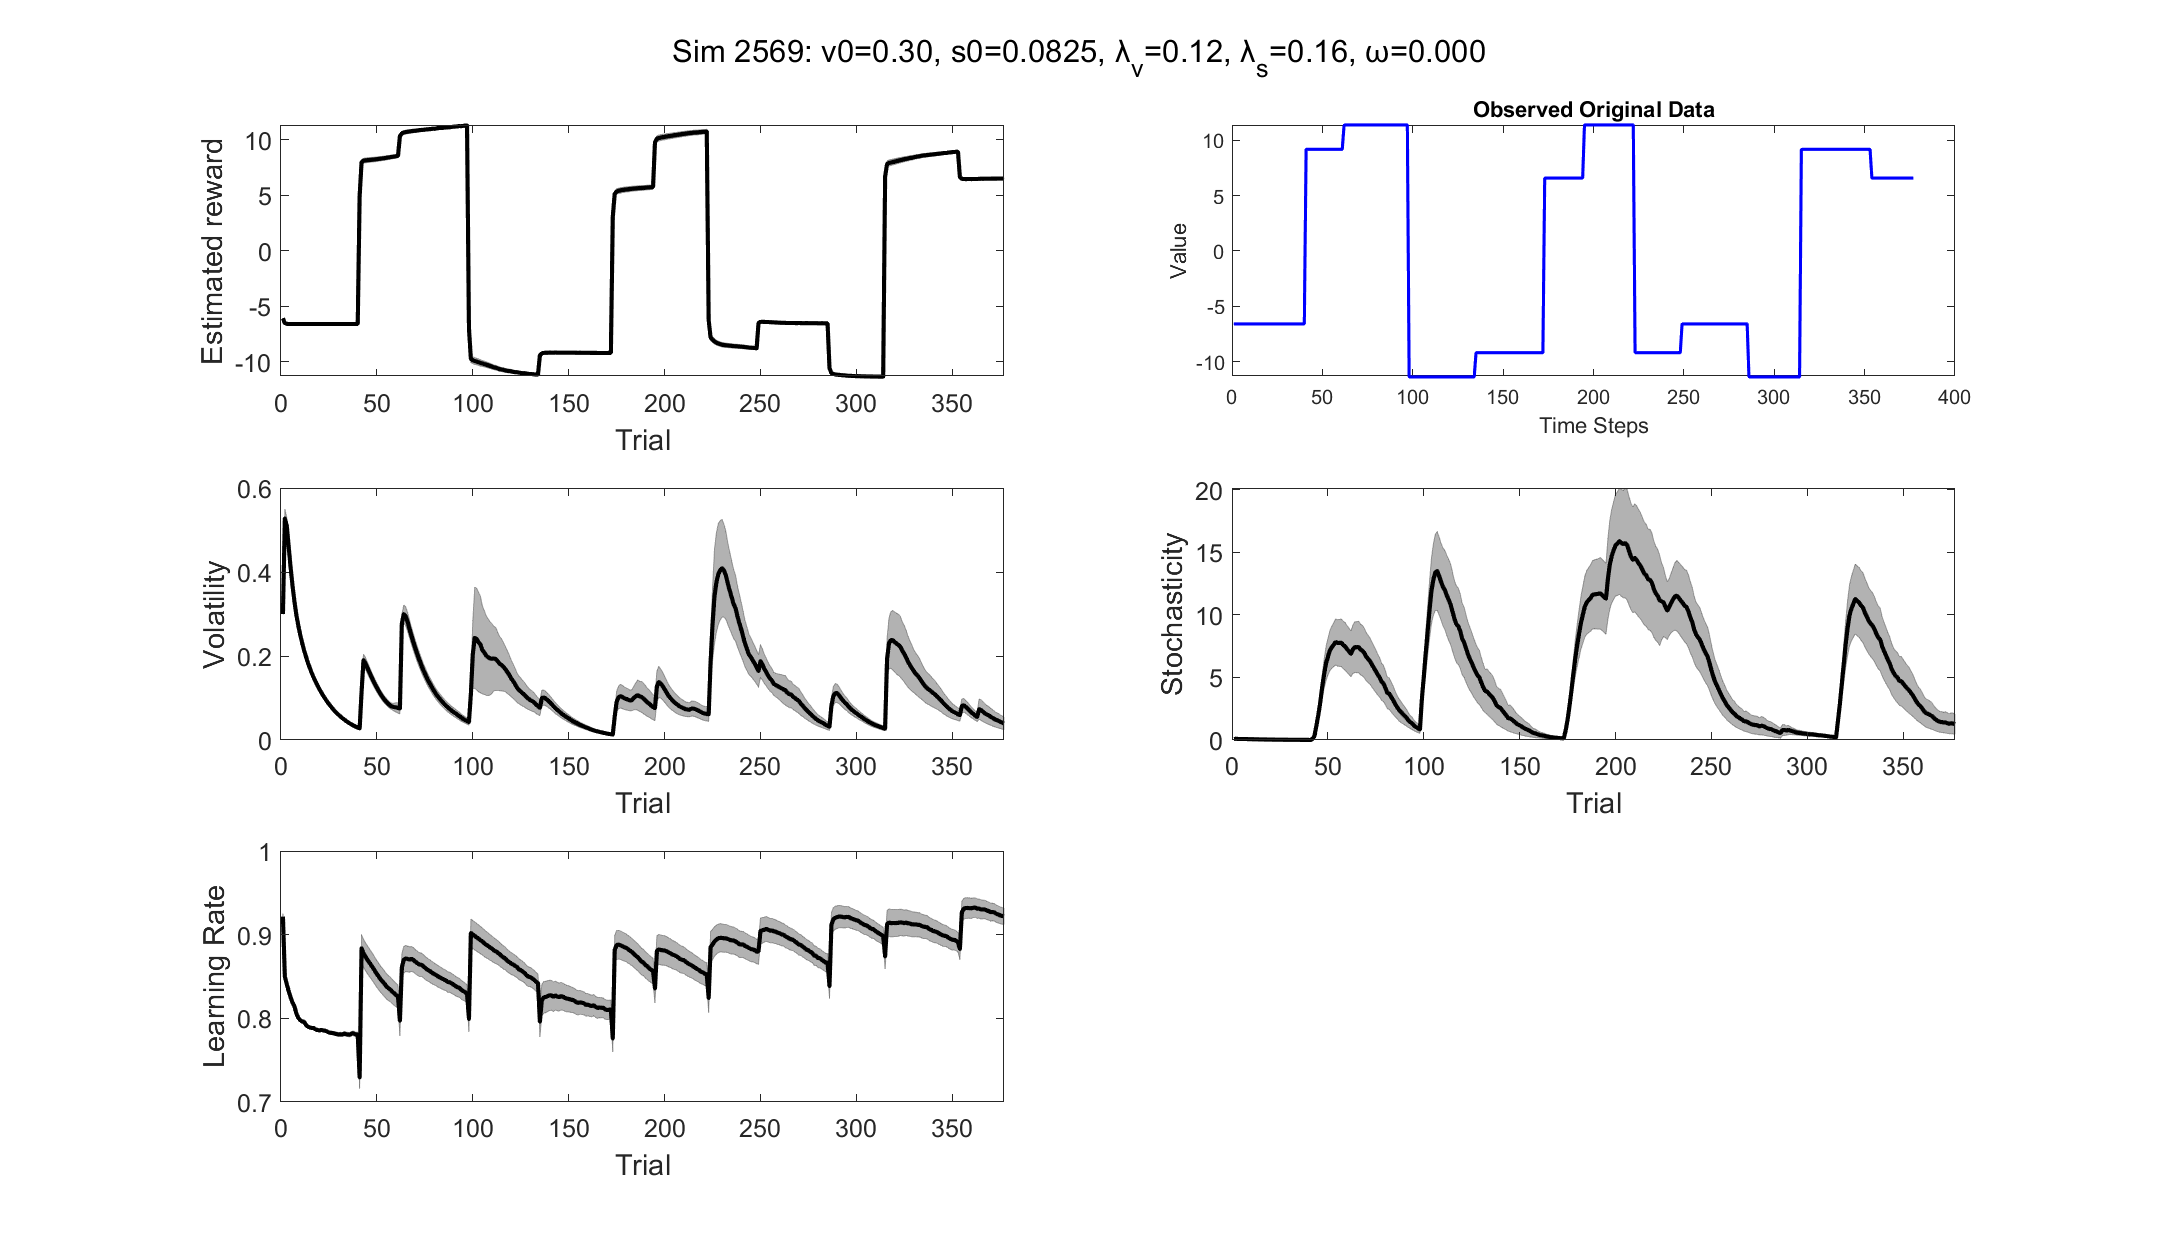 Sim 2569: v0=0.30, s0=0.0825, λv=0.12, λs=0.16, ω=0.000
Estimated reward
10
5
0
-5
-10
0 50 100 150 200 250 300 350
Trial
Observed Original Data
Value
10
5
0
-5
-10
0 50 100 150 200 250 300 350 400
Time Steps
Volatility
0.6
0.4
0.2
0
0 50 100 150 200 250 300 350
Trial
Stochasticity
20
15
10
5
0
0 50 100 150 200 250 300 350
Trial
Learning Rate
1
0.9
0.8
0.7
0 50 100 150 200 250 300 350
Trial